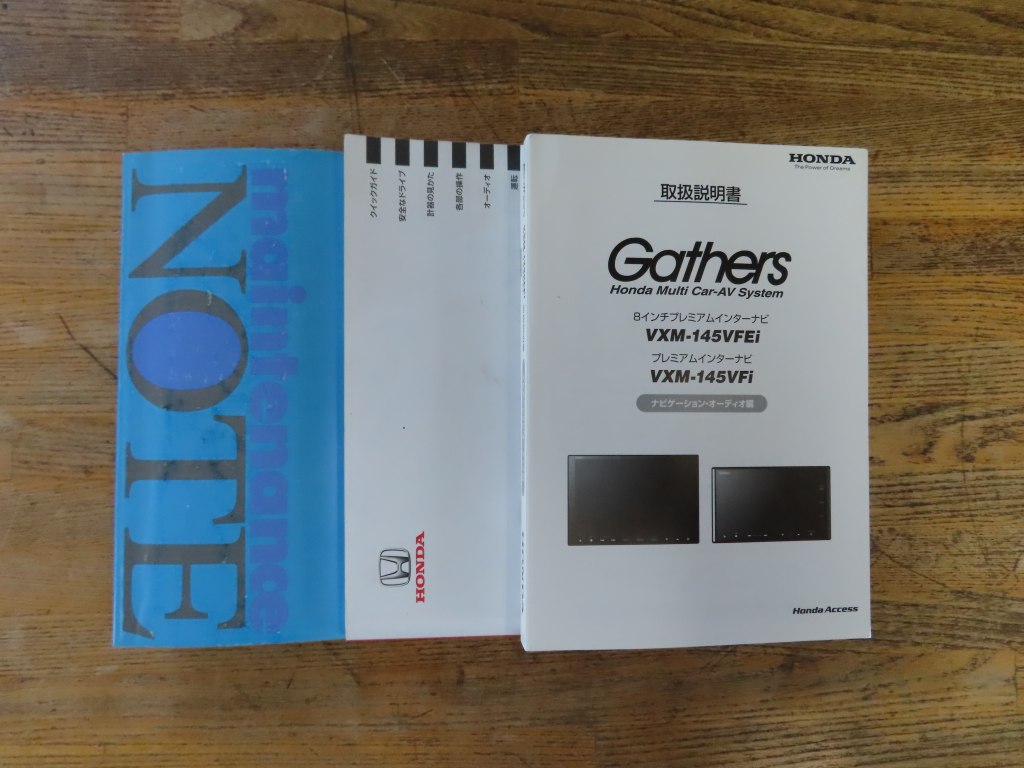 maintenance
NOTE
クイックガイド
安全なドライブ
計器の見かた
各部の操作
オーディオ
運転
HONDA
HONDA
The Power of Dreams
取扱説明書
Gathers
Honda Multi Car-AV System
8インチプレミアムインターナビ
VXM-145VFEi
プレミアムインターナビ
VXM-145VFi
ナビゲーション・オーディオ編
Honda Access